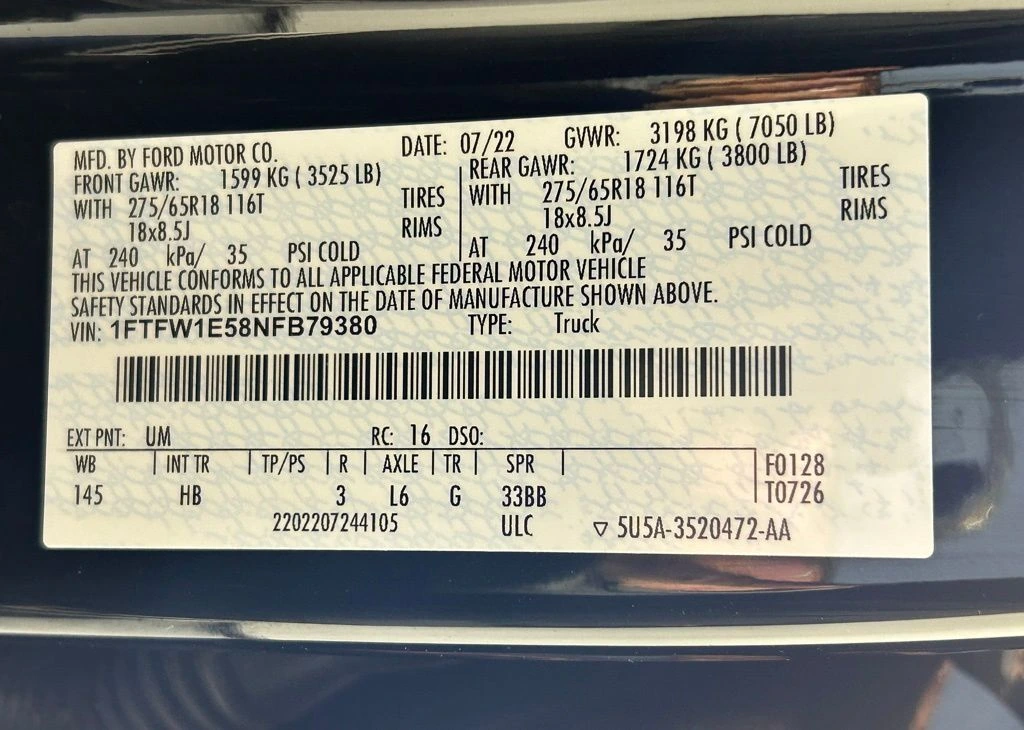 MFD. BY FORD MOTOR CO. DATE: 07/22 GVWR: 3198 KG ( 7050 LB)
FRONT GAWR: 1599 KG ( 3525 LB) REAR GAWR: 1724 KG ( 3800 LB)
WITH 275/65R18 116T TIRES WITH 275/65R18 116T TIRES
18x8.5J RIMS 18x8.5J RIMS
AT 240 kPa/ 35 PSI COLD AT 240 kPa/ 35 PSI COLD
THIS VEHICLE CONFORMS TO ALL APPLICABLE FEDERAL MOTOR VEHICLE
SAFETY STANDARDS IN EFFECT ON THE DATE OF MANUFACTURE SHOWN ABOVE.
VIN: 1FTFW1E58NFB79380 TYPE: Truck
EXT PNT: UM RC: 16 DSO:
WB INT TR TP/PS R AXLE TR SPR F0128
145 HB 3 L6 G 33BB T0726
2202207244105 ULC ▽ 5U5A-3520472-AA